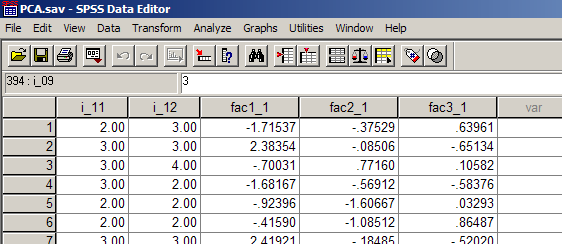 PCA.sav - SPSS Data Editor
File Edit View Data Transform Analyze Graphs Utilities Window Help
394 : i_09 3
i_11 i_12 fac1_1 fac2_1 fac3_1 var
1 2.00 3.00 -1.71537 -.37529 .63961
2 3.00 3.00 2.38354 -.08506 -.65134
3 3.00 4.00 -.70031 .77160 .10582
4 3.00 2.00 -1.68167 -.56912 -.58376
5 2.00 2.00 -.92396 -1.60667 .03293
6 2.00 2.00 -.41590 -1.08512 .86487
7 3.00 3.00 2.41921 -.18485 -.52020